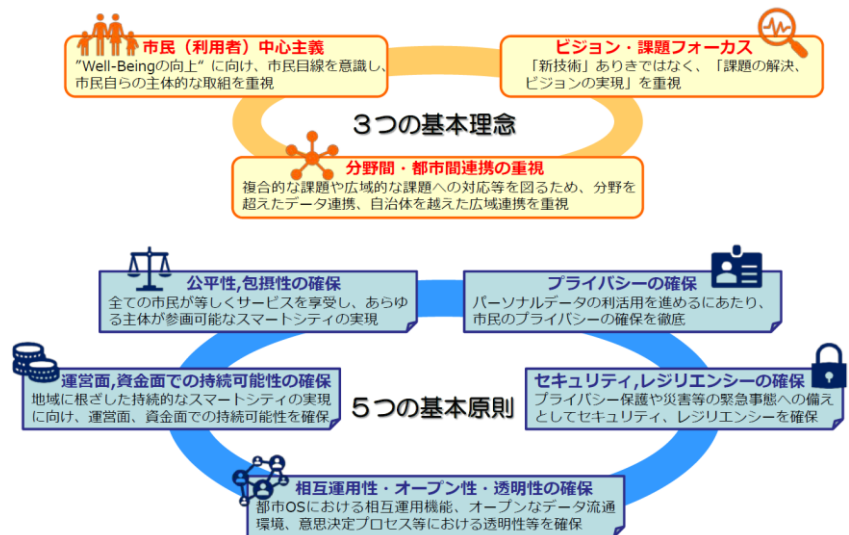 市民（利用者）中心主義
”Well-Beingの向上“ に向け、市民目線を意識し、
市民自らの主体的な取組を重視
ビジョン・課題フォーカス
「新技術」ありきではなく、「課題の解決、
ビジョンの実現」を重視
３つの基本理念
分野間・都市間連携の重視
複合的な課題や広域的な課題への対応等を図るため、分野を
超えたデータ連携、自治体を越えた広域連携を重視
公平性,包摂性の確保
全ての市民が等しくサービスを享受し、あらゆ
る主体が参画可能なスマートシティの実現
プライバシーの確保
パーソナルデータの利活用を進めるにあたり、
市民のプライバシーの確保を徹底
運営面,資金面での持続可能性の確保
地域に根ざした持続的なスマートシティの実現
に向け、運営面、資金面での持続可能性を確保
５つの基本原則
セキュリティ,レジリエンシーの確保
プライバシー保護や災害等の緊急事態への備え
としてセキュリティ、レジリエンシーを確保
相互運用性・オープン性・透明性の確保
都市OSにおける相互運用機能、オープンなデータ流通
環境、意思決定プロセス等における透明性等を確保